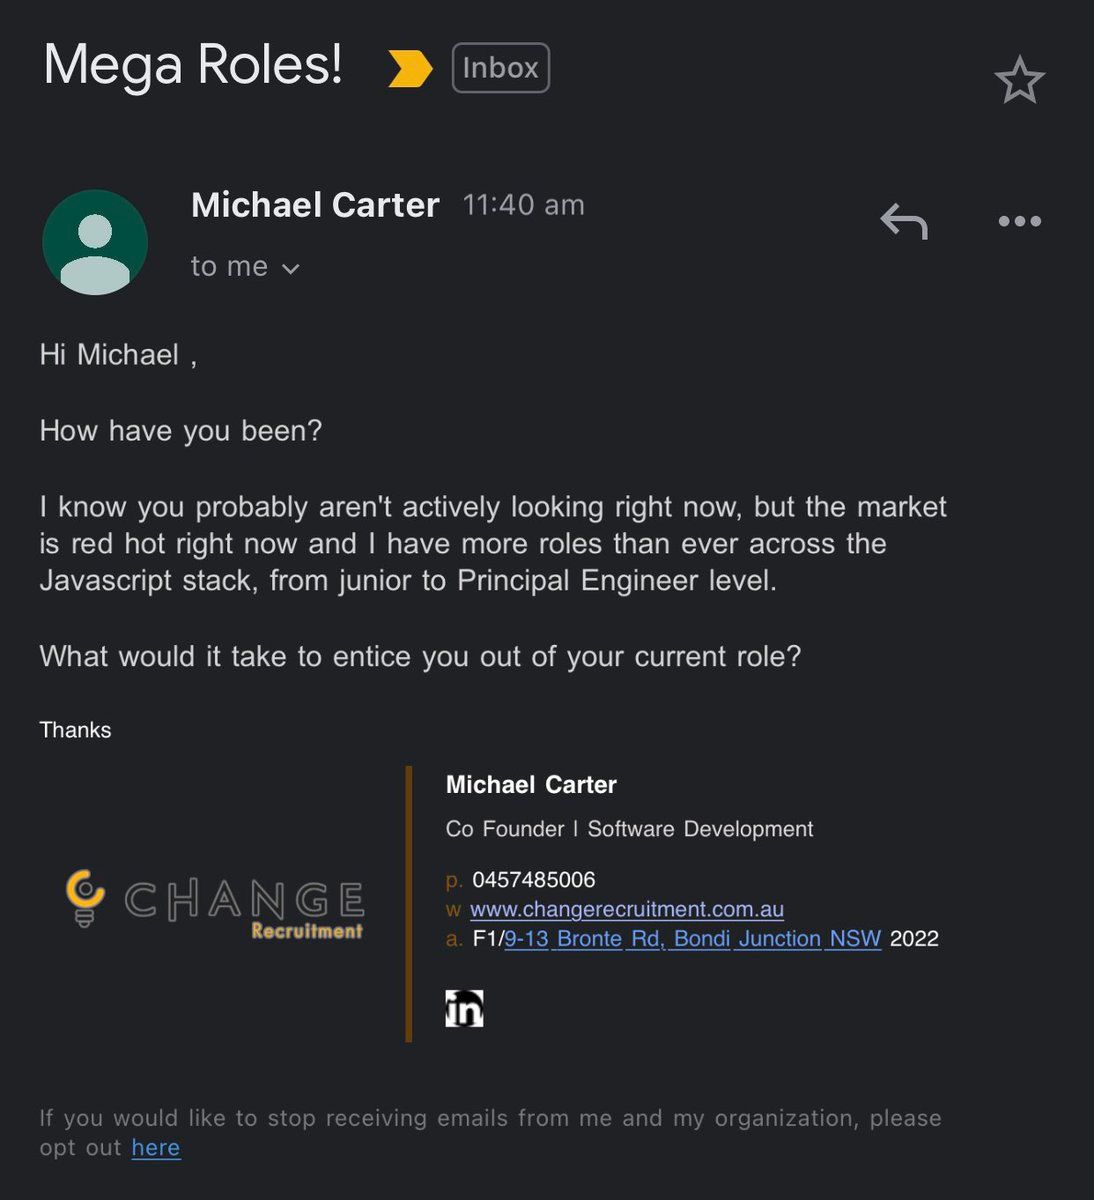 Mega Roles! Inbox
Michael Carter 11:40 am
to me
Hi Michael ,
How have you been?
I know you probably aren't actively looking right now, but the market
is red hot right now and I have more roles than ever across the
Javascript stack, from junior to Principal Engineer level.
What would it take to entice you out of your current role?
Thanks
CHANGE
Recruitment
Michael Carter
Co Founder | Software Development
p. 0457485006
w www.changerecruitment.com.au
a. F1/9-13 Bronte Rd, Bondi Junction NSW 2022
in
If you would like to stop receiving emails from me and my organization, please
opt out here